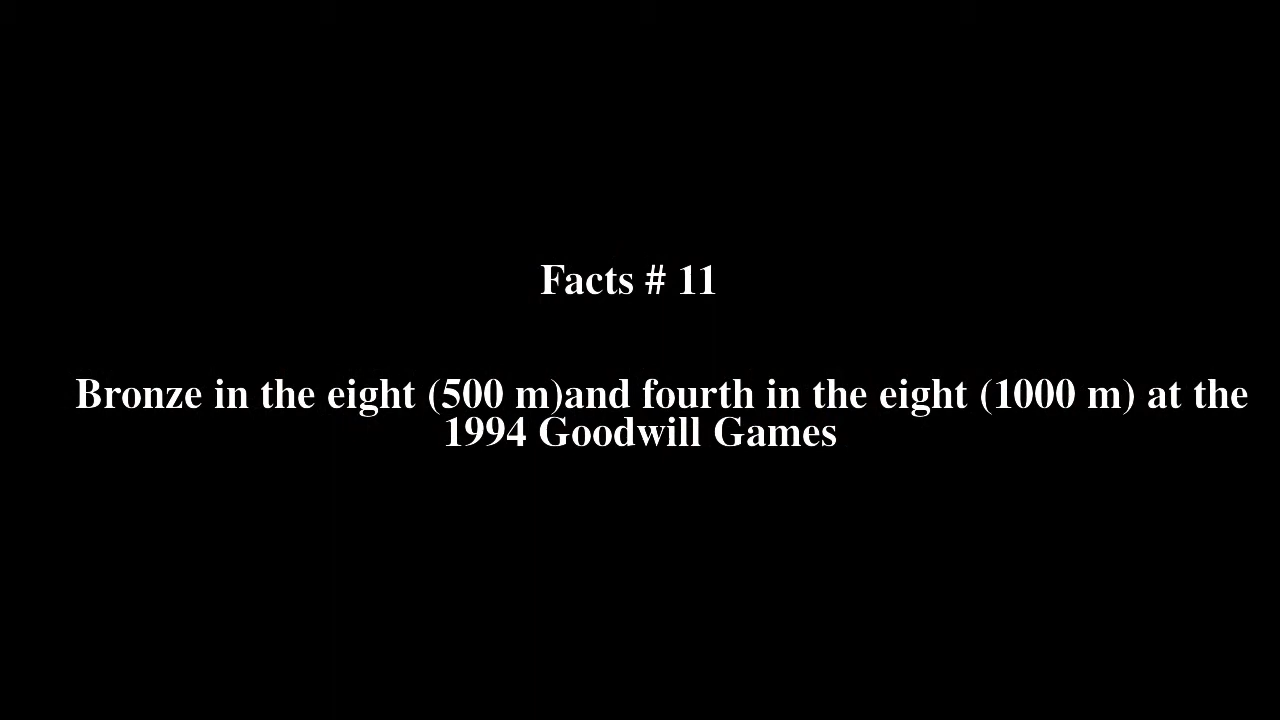 Facts # 11
Bronze in the eight (500 m)and fourth in the eight (1000 m) at the
1994 Goodwill Games